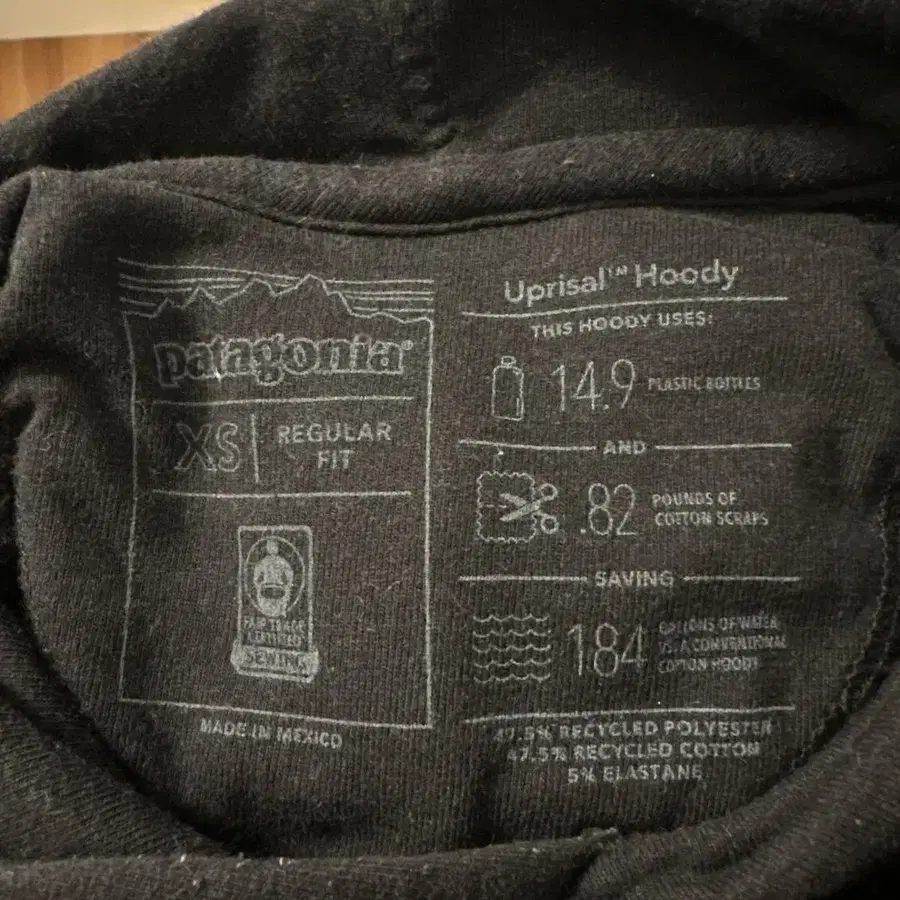 patagonia®
XS
REGULAR
FIT
FAIR TRADE
CERTIFIED
SEWING
MADE IN MEXICO
Uprisal™ Hoody
THIS HOODY USES:
14.9 PLASTIC BOTTLES
AND
.82 POUNDS OF
COTTON SCRAPS
SAVING
184 GALLONS OF WATER
VS. A CONVENTIONAL
COTTON HOODY
47.5% RECYCLED POLYESTER
47.5% RECYCLED COTTON
5% ELASTANE